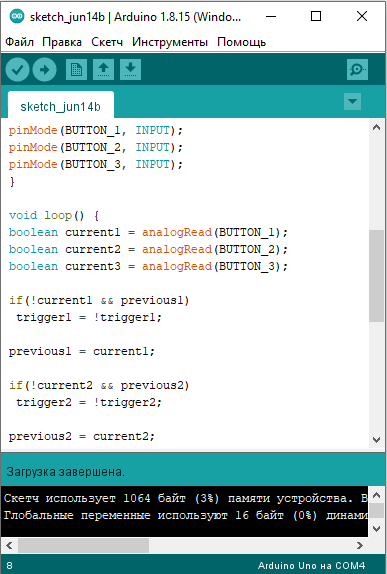 sketch_jun14b | Arduino 1.8.15 (Windo...
Файл Правка Скетч Инструменты Помощь
sketch_jun14b
pinMode(BUTTON_1, INPUT);
pinMode(BUTTON_2, INPUT);
pinMode(BUTTON_3, INPUT);
}
void loop() {
boolean current1 = analogRead(BUTTON_1);
boolean current2 = analogRead(BUTTON_2);
boolean current3 = analogRead(BUTTON_3);
if(!current1 && previous1)
trigger1 = !trigger1;
previous1 = current1;
if(!current2 && previous2)
trigger2 = !trigger2;
previous2 = current2;
Загрузка завершена.
Скетч использует 1064 байт (3%) памяти устройства. В
Глобальные переменные используют 16 байт (0%) динами
8 Arduino Uno на COM4